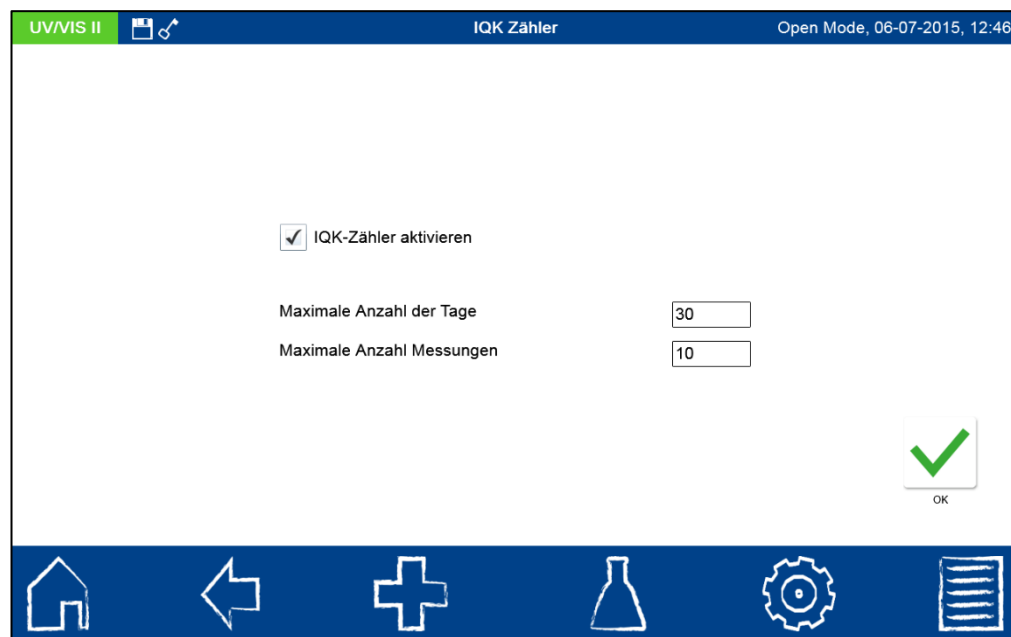 UV/VIS II IQK Zähler Open Mode, 06-07-2015, 12:46
IQK-Zähler aktivieren
Maximale Anzahl der Tage 30
Maximale Anzahl Messungen 10
OK